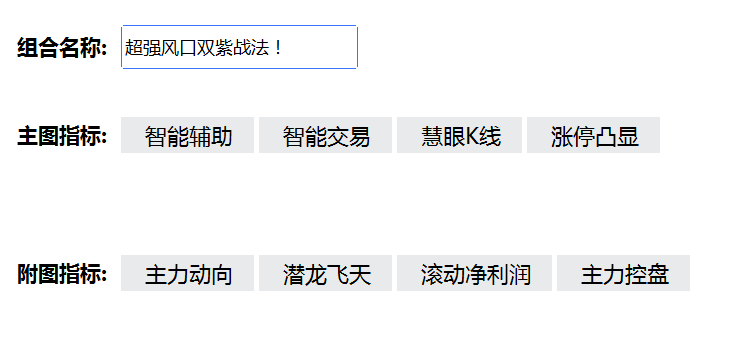 组合名称: 超强风口双紫战法！
主图指标: 智能辅助 智能交易 慧眼K线 涨停凸显
附图指标: 主力动向 潜龙飞天 滚动净利润 主力控盘